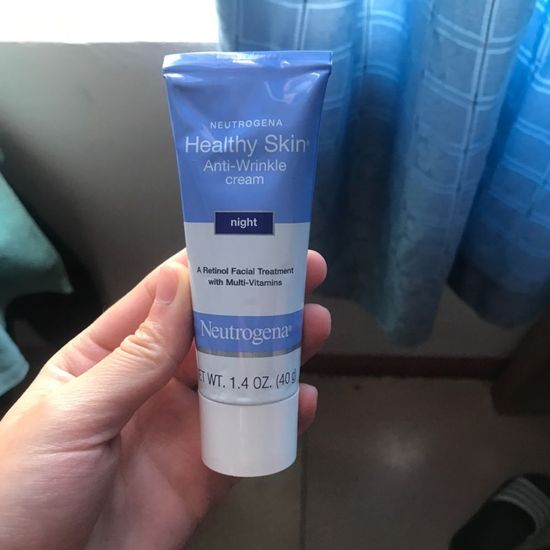 NEUTROGENA
Healthy Skin®
Anti-Wrinkle
cream
night
A Retinol Facial Treatment
with Multi-Vitamins
Neutrogena®
ET WT. 1.4 OZ. (40 g